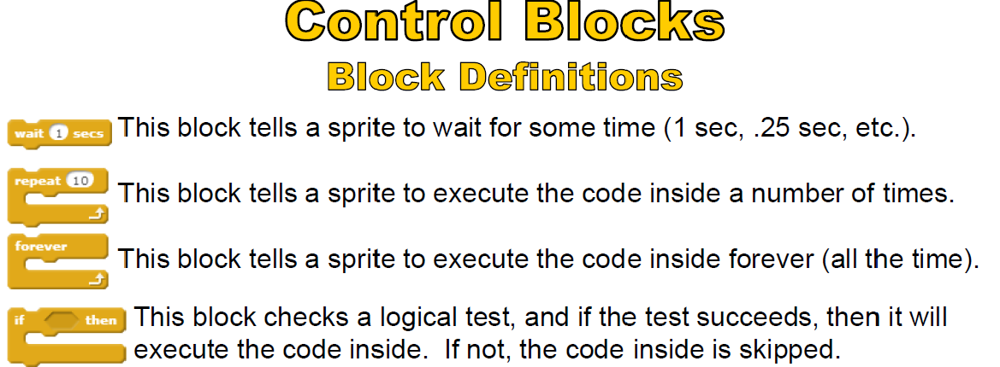 Control Blocks
Block Definitions
wait 1 secs This block tells a sprite to wait for some time (1 sec, .25 sec, etc.).
repeat 10
This block tells a sprite to execute the code inside a number of times.
forever
This block tells a sprite to execute the code inside forever (all the time).
if then This block checks a logical test, and if the test succeeds, then it will
execute the code inside. If not, the code inside is skipped.